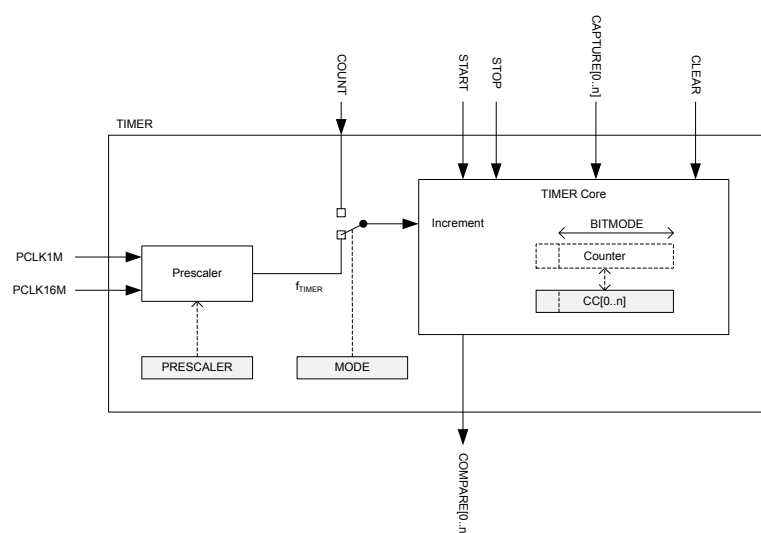 COUNT
START
STOP
CAPTURE[0..n]
CLEAR
TIMER
TIMER Core
Increment
BITMODE
Counter
CC[0..n]
PCLK1M
PCLK16M
Prescaler
fTIMER
PRESCALER
MODE
COMPARE[0..n